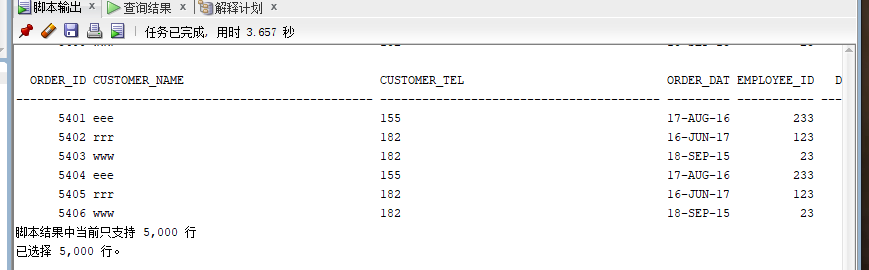 脚本输出 x 查询结果 x 解释计划 x
任务已完成, 用时 3.657 秒
ORDER_ID CUSTOMER_NAME CUSTOMER_TEL ORDER_DAT EMPLOYEE_ID D
---------- ---------------------------------------- ---------------------------------------- --------- ----------- ---
5401 eee 155 17-AUG-16 233
5402 rrr 182 16-JUN-17 123
5403 www 182 18-SEP-15 23
5404 eee 155 17-AUG-16 233
5405 rrr 182 16-JUN-17 123
5406 www 182 18-SEP-15 23
脚本结果中当前只支持 5,000 行
已选择 5,000 行。